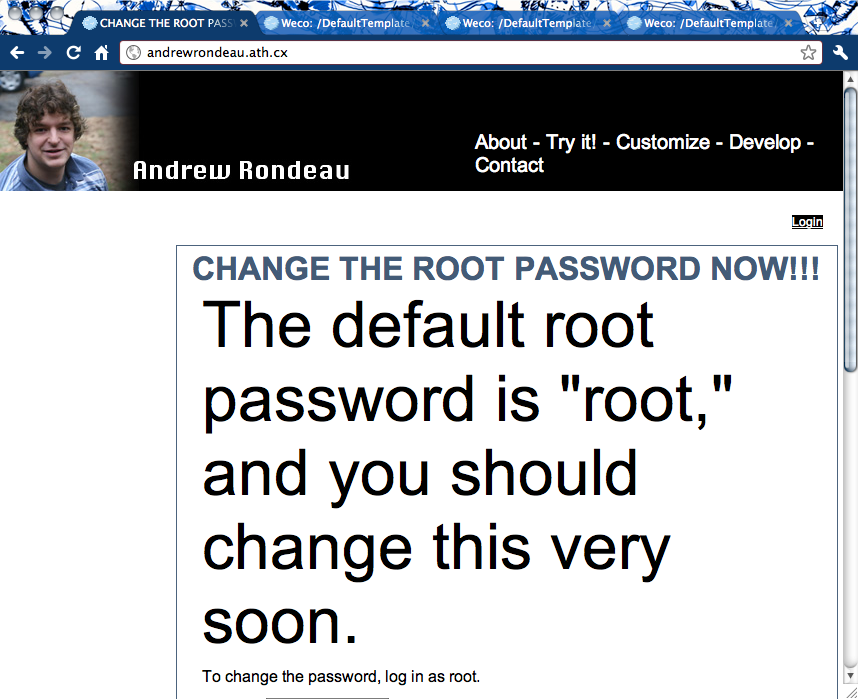 CHANGE THE ROOT PASS
Weco: /DefaultTemplate
Weco: /DefaultTemplate
Weco: /DefaultTemplate
andrewrondeau.ath.cx
Andrew Rondeau
About - Try it! - Customize - Develop -
Contact
Login
CHANGE THE ROOT PASSWORD NOW!!!
The default root
password is "root,"
and you should
change this very
soon.
To change the password, log in as root.